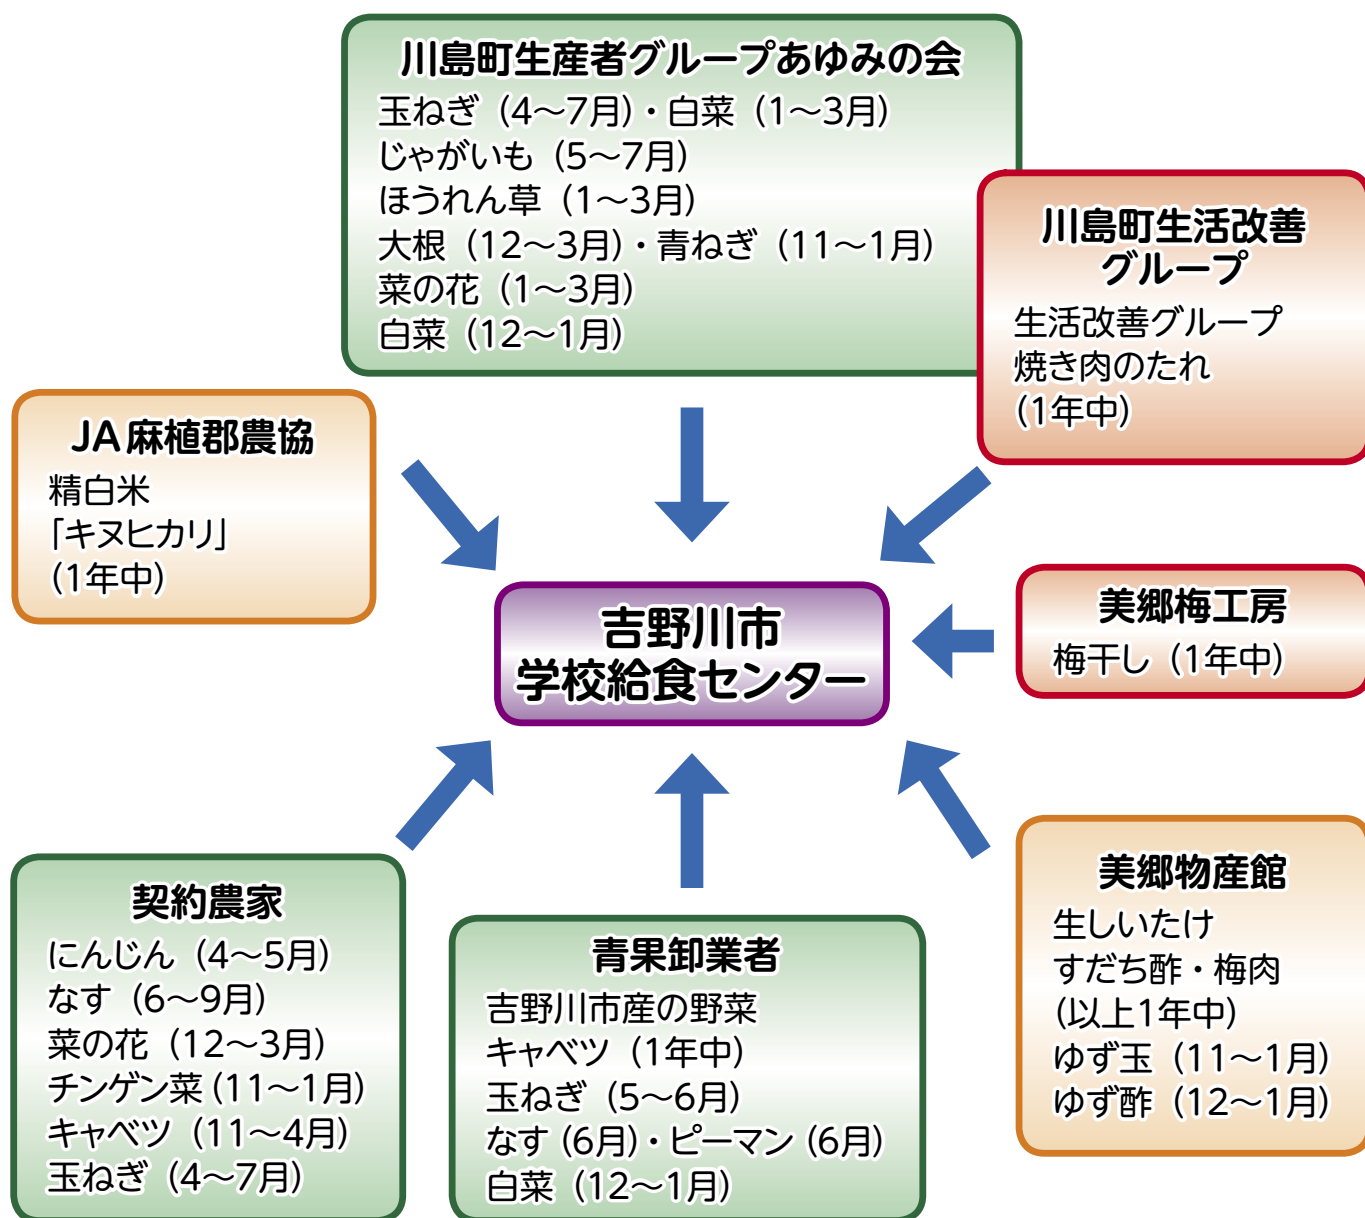 川島町生産者グループあゆみの会
玉ねぎ（4～7月）・白菜（1～3月）
じゃがいも（5～7月）
ほうれん草（1～3月）
大根（12～3月）・青ねぎ（11～1月）
菜の花（1～3月）
白菜（12～1月）
川島町生活改善
グループ
生活改善グループ
焼き肉のたれ
（1年中）
JA麻植郡農協
精白米
「キヌヒカリ」
（1年中）
吉野川市
学校給食センター
美郷梅工房
梅干し（1年中）
契約農家
にんじん（4～5月）
なす（6～9月）
菜の花（12～3月）
チンゲン菜（11～1月）
キャベツ（11～4月）
玉ねぎ（4～7月）
青果卸業者
吉野川市産の野菜
キャベツ（1年中）
玉ねぎ（5～6月）
なす（6月）・ピーマン（6月）
白菜（12～1月）
美郷物産館
生しいたけ
すだち酢・梅肉
（以上1年中）
ゆず玉（11～1月）
ゆず酢（12～1月）